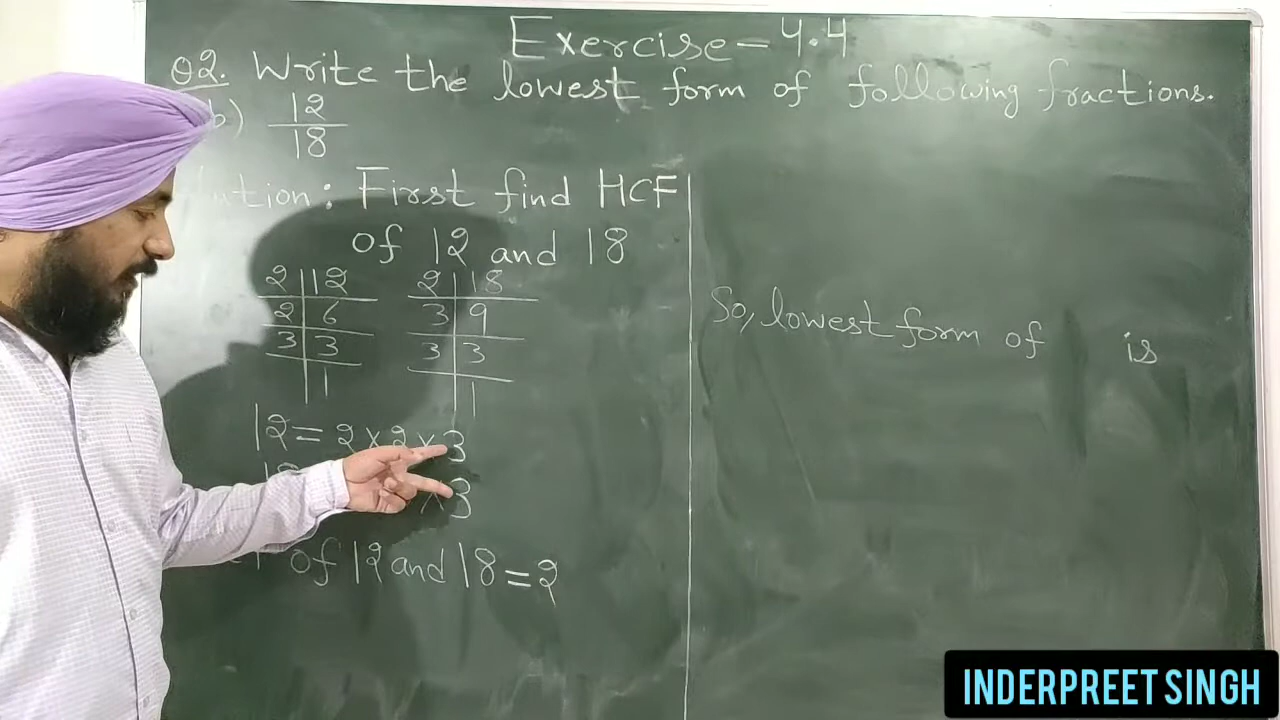 Exercise - 4.4
Q2. Write the lowest form of following fractions.
b) 12
18
First find HCF
of 12 and 18
2 12
2 6
3 3
1
2 18
3 9
3 3
1
12 = 2 × 2 × 3
× 3
of 12 and 18 = 2
So, lowest form of is
INDERPREET SINGH